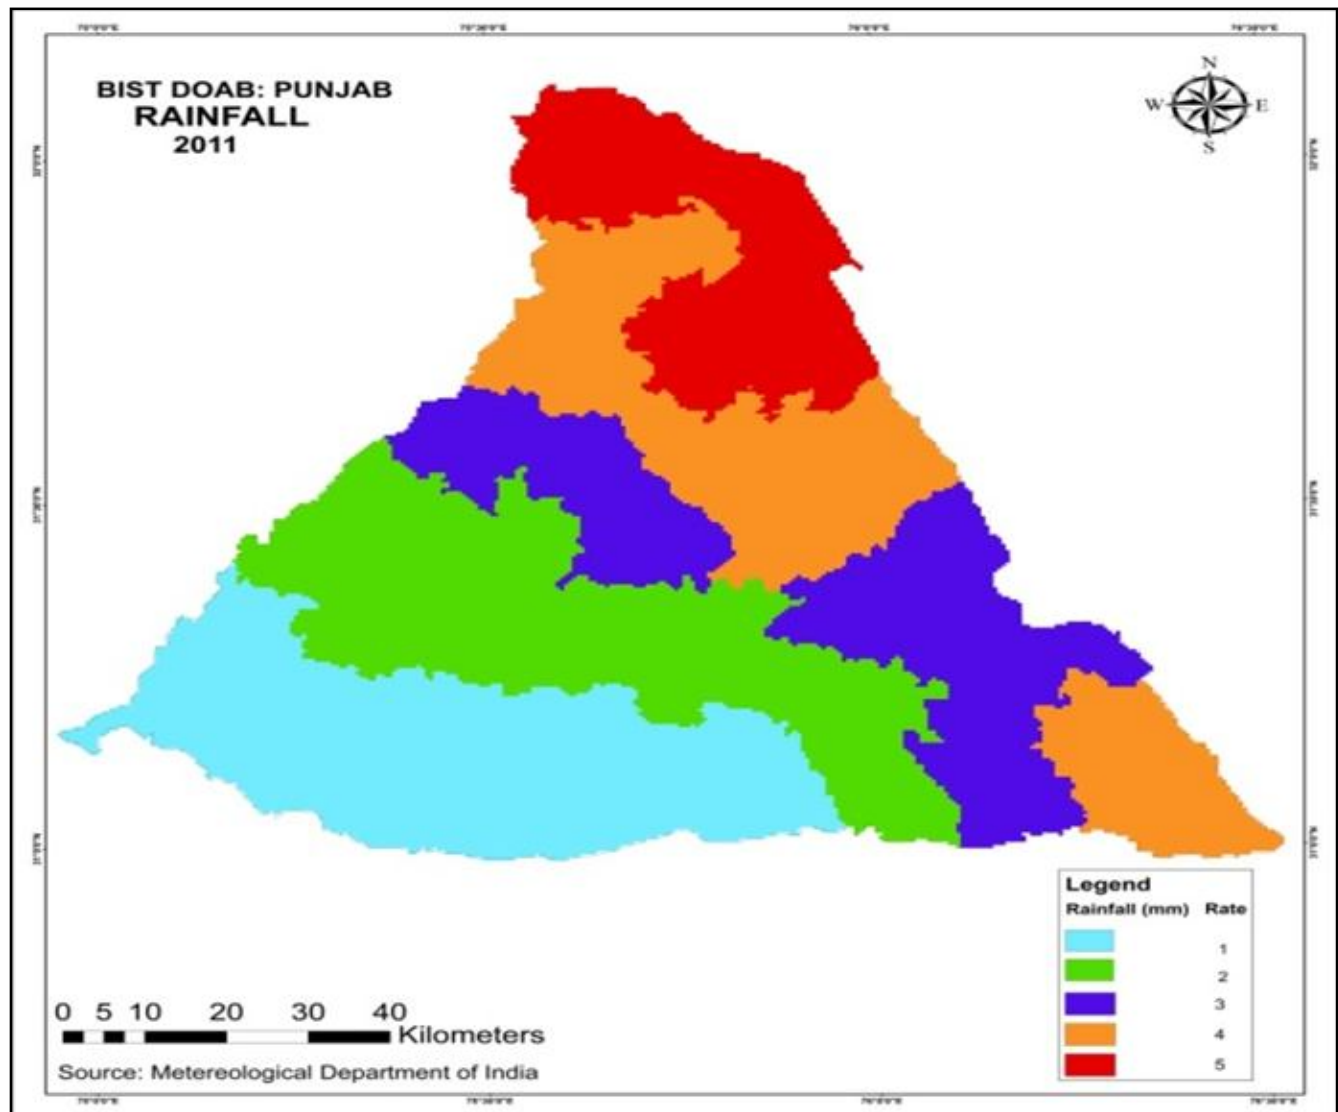 BIST DOAB: PUNJAB
RAINFALL
2011
N
W
E
S
Legend
Rainfall (mm) Rate
1
2
3
4
5
0 5 10 20 30 40
Kilometers
Source: Metereological Department of India